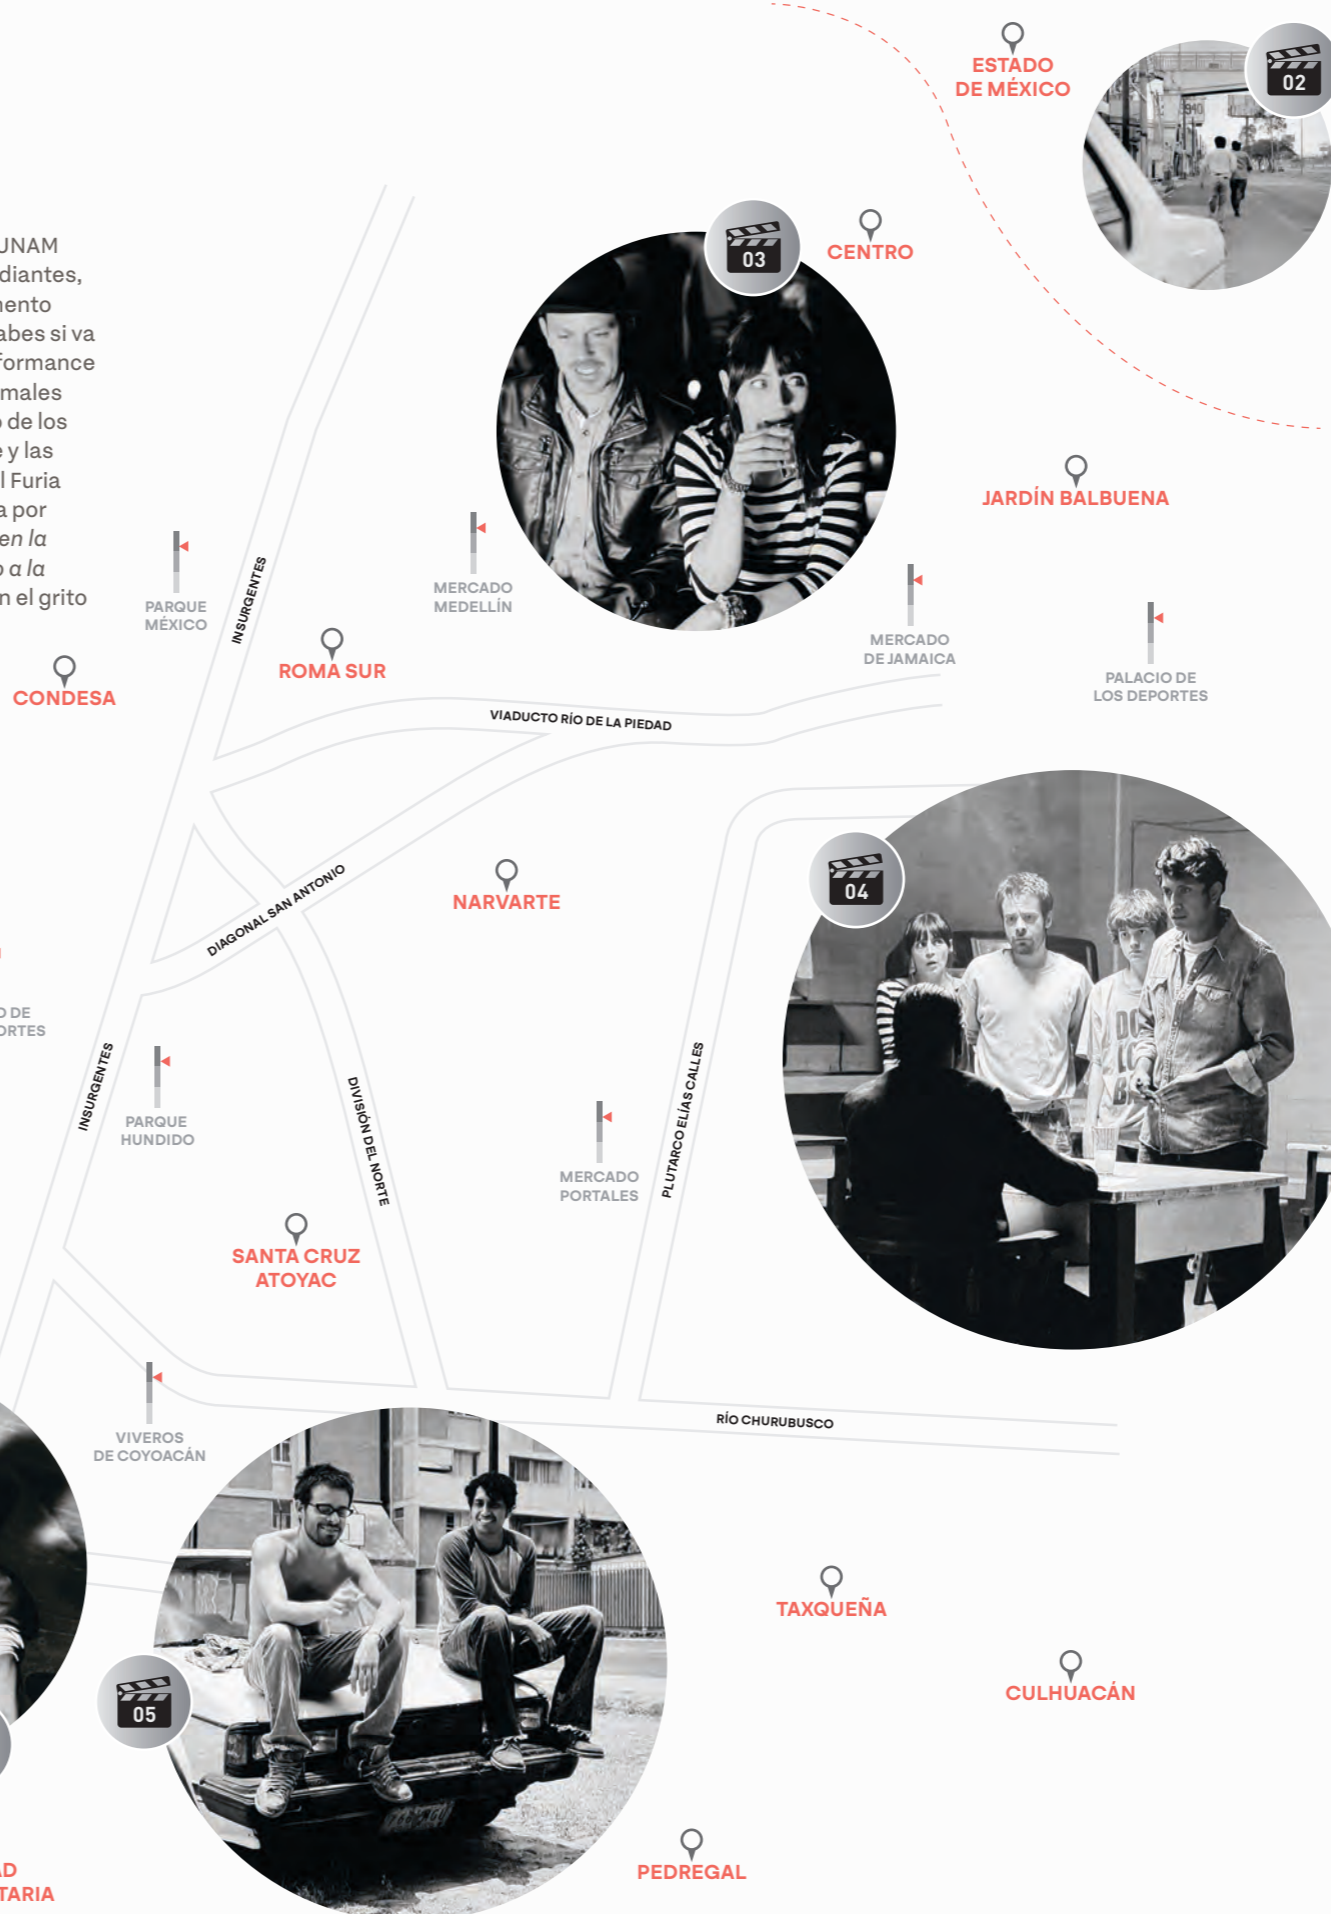 ESTADO
DE MÉXICO
02
UNAM
diantes,
mento
abes si va
formance
males
o de los
e y las
l Furia
a por
en la
o a la
n el grito
03
CENTRO
JARDÍN BALBUENA
PARQUE
MÉXICO
INSURGENTES
MERCADO
MEDELLÍN
MERCADO
DE JAMAICA
PALACIO DE
LOS DEPORTES
CONDESA
ROMA SUR
VIADUCTO RÍO DE LA PIEDAD
DIAGONAL SAN ANTONIO
NARVARTE
04
O DE
ORTES
INSURGENTES
PARQUE
HUNDIDO
DIVISIÓN DEL NORTE
MERCADO
PORTALES
PLUTARCO ELÍAS CALLES
SANTA CRUZ
ATOYAC
VIVEROS
DE COYOACÁN
RÍO CHURUBUSCO
TAXQUEÑA
CULHUACÁN
05
PEDREGAL
AD
TARIA